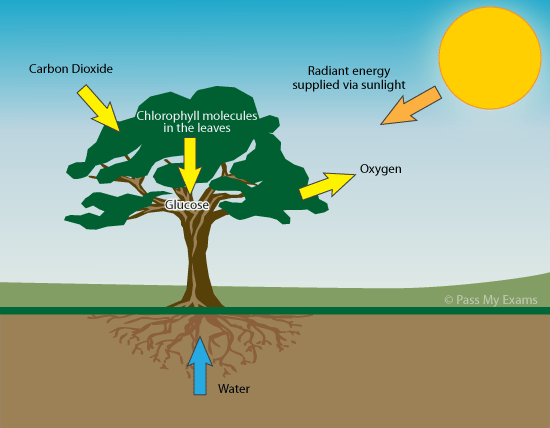 Carbon Dioxide
Radiant energy
supplied via sunlight
Chlorophyll molecules
in the leaves
Oxygen
Glucose
© Pass My Exams
Water